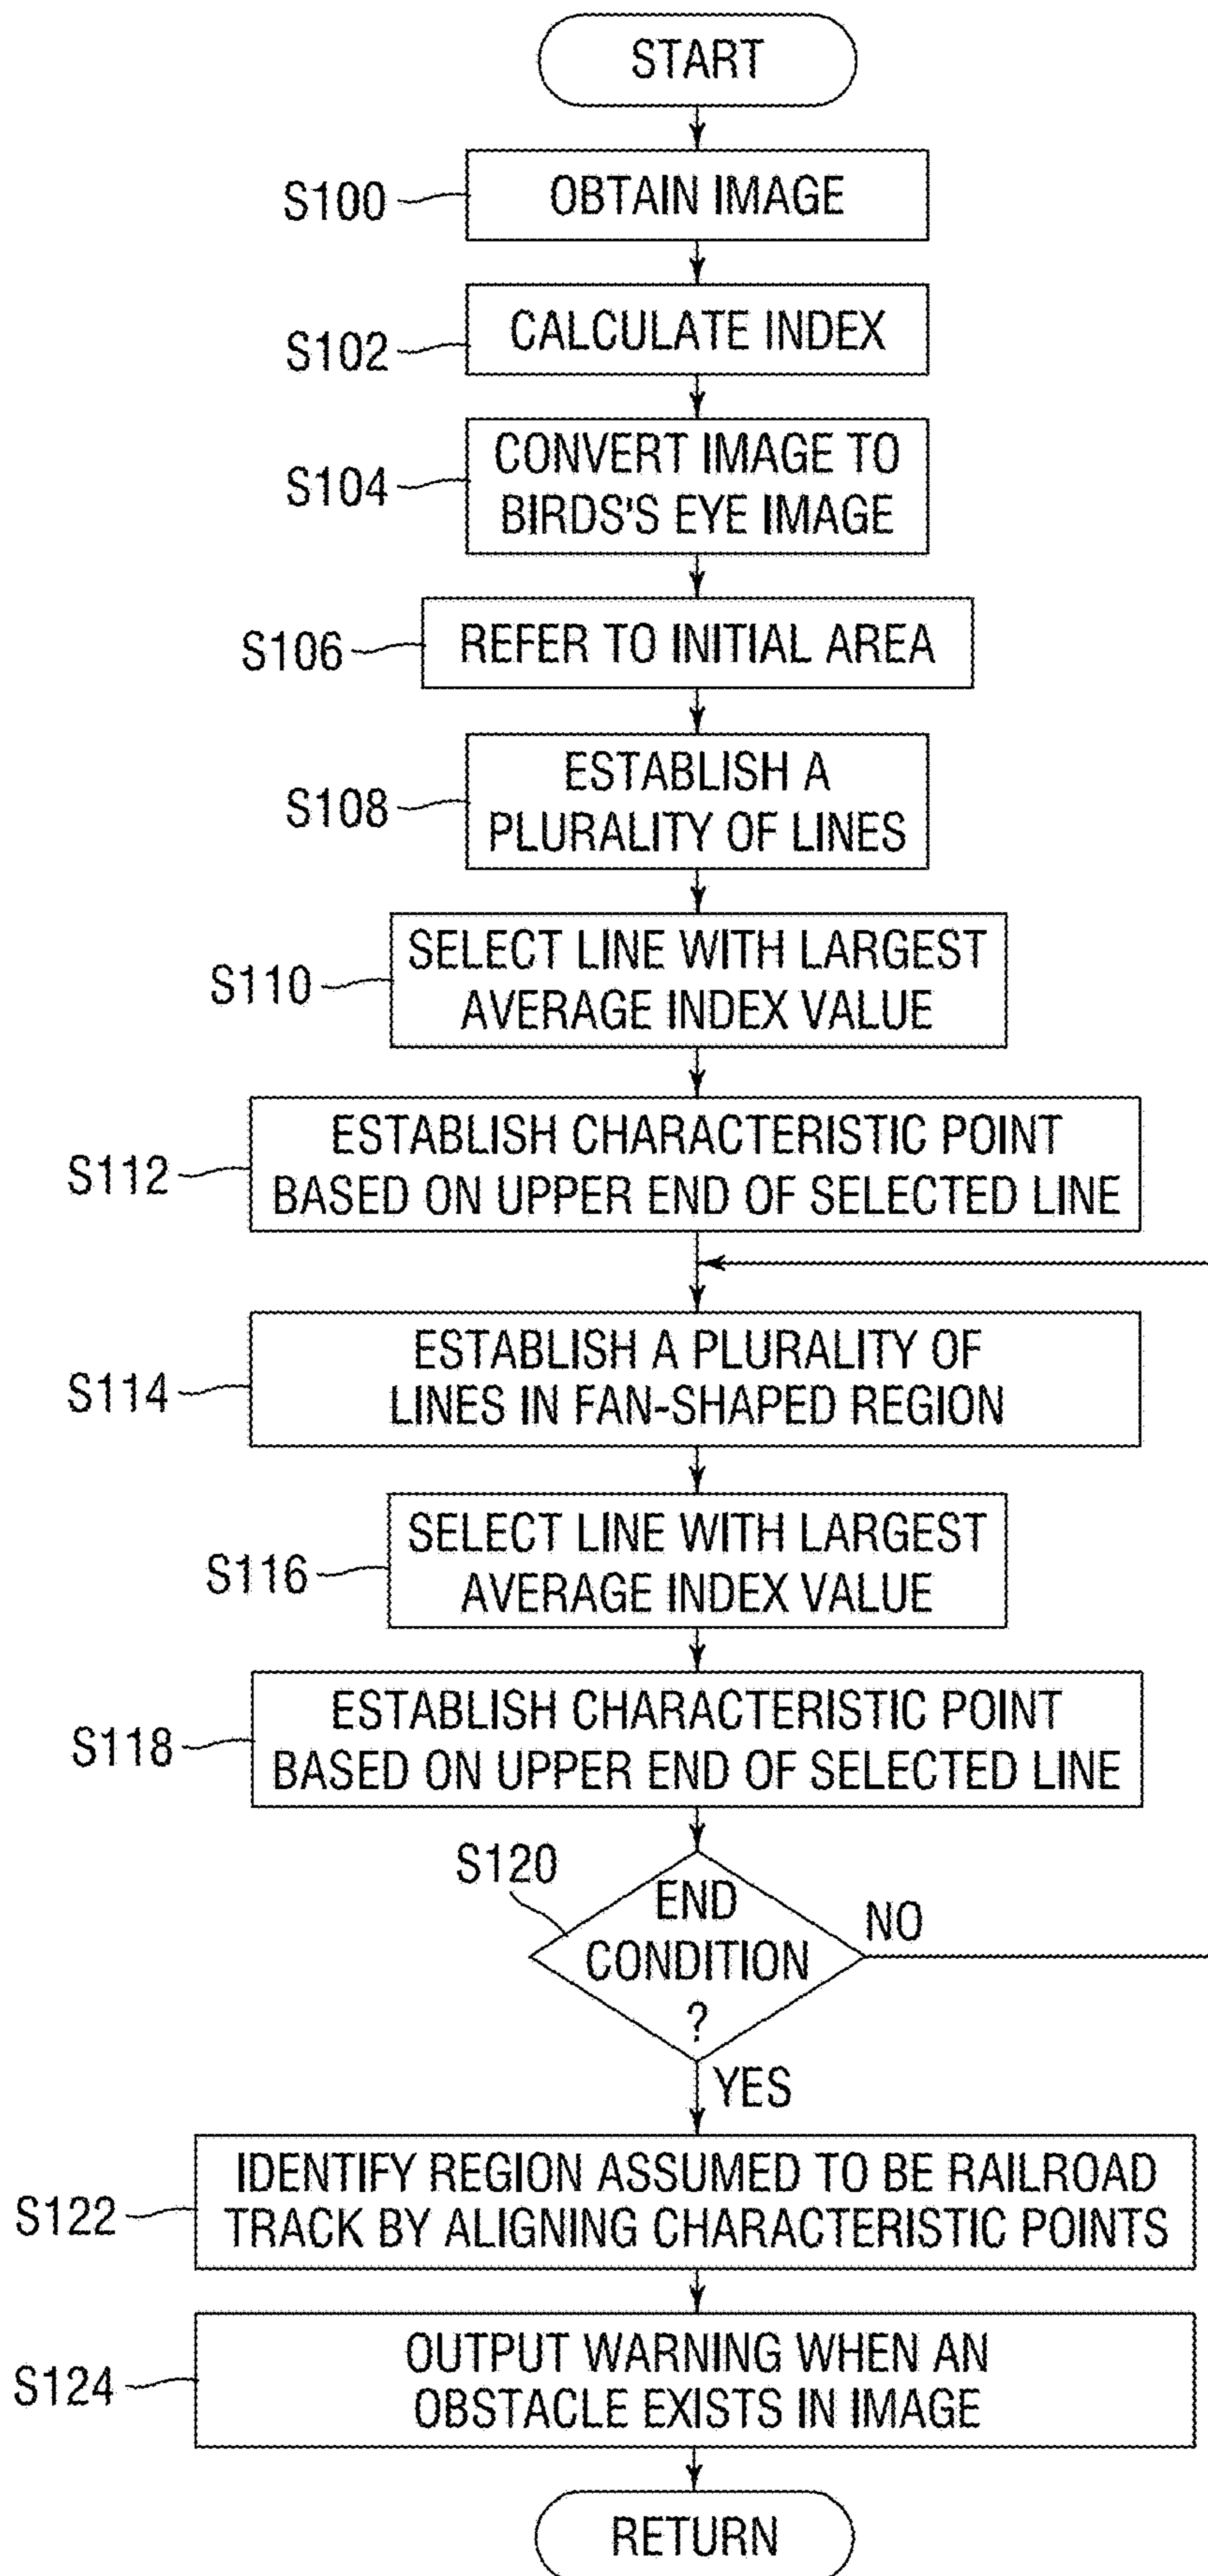 START
S100
OBTAIN IMAGE
S102
CALCULATE INDEX
S104
CONVERT IMAGE TO
BIRDS'S EYE IMAGE
S106
REFER TO INITIAL AREA
S108
ESTABLISH A
PLURALITY OF LINES
S110
SELECT LINE WITH LARGEST
AVERAGE INDEX VALUE
S112
ESTABLISH CHARACTERISTIC POINT
BASED ON UPPER END OF SELECTED LINE
S114
ESTABLISH A PLURALITY OF
LINES IN FAN-SHAPED REGION
S116
SELECT LINE WITH LARGEST
AVERAGE INDEX VALUE
S118
ESTABLISH CHARACTERISTIC POINT
BASED ON UPPER END OF SELECTED LINE
S120
END
CONDITION
?
NO
YES
S122
IDENTIFY REGION ASSUMED TO BE RAILROAD
TRACK BY ALIGNING CHARACTERISTIC POINTS
S124
OUTPUT WARNING WHEN AN
OBSTACLE EXISTS IN IMAGE
RETURN